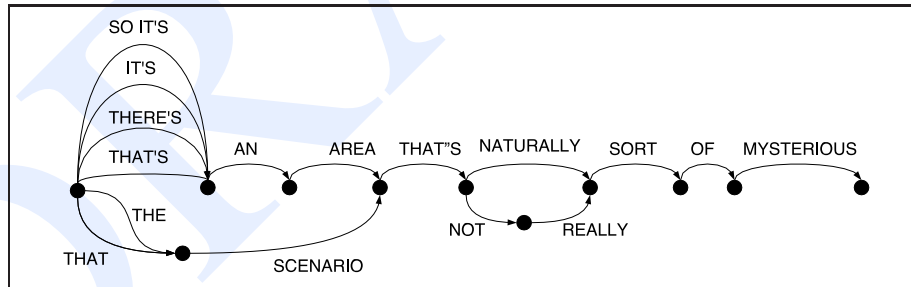 SO IT'S
IT'S
THERE'S
THAT'S
AN
AREA
THAT"S
NATURALLY
SORT
OF
MYSTERIOUS
THE
NOT
REALLY
THAT
SCENARIO